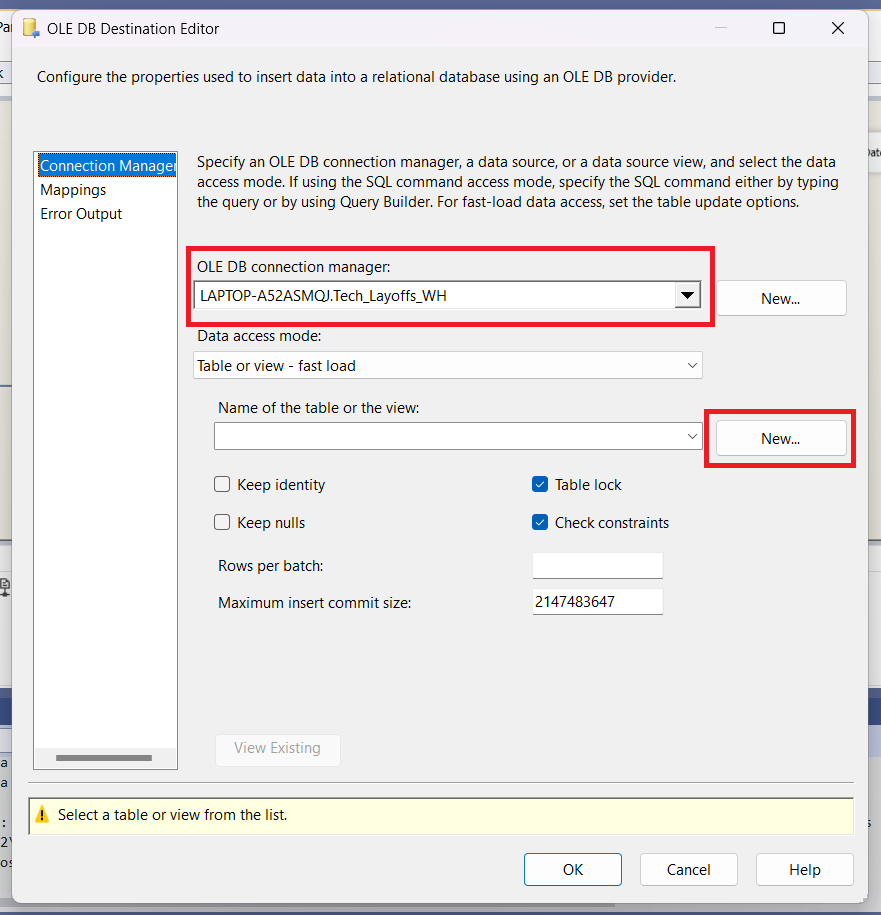 OLE DB Destination Editor
Configure the properties used to insert data into a relational database using an OLE DB provider.
Connection Manager
Mappings
Error Output
Specify an OLE DB connection manager, a data source, or a data source view, and select the data
access mode. If using the SQL command access mode, specify the SQL command either by typing
the query or by using Query Builder. For fast-load data access, set the table update options.
OLE DB connection manager:
LAPTOP-A52ASMQJ.Tech_Layoffs_WH
New...
Data access mode:
Table or view - fast load
Name of the table or the view:
New...
Keep identity
Table lock
Keep nulls
Check constraints
Rows per batch:
Maximum insert commit size:
2147483647
View Existing
Select a table or view from the list.
OK
Cancel
Help